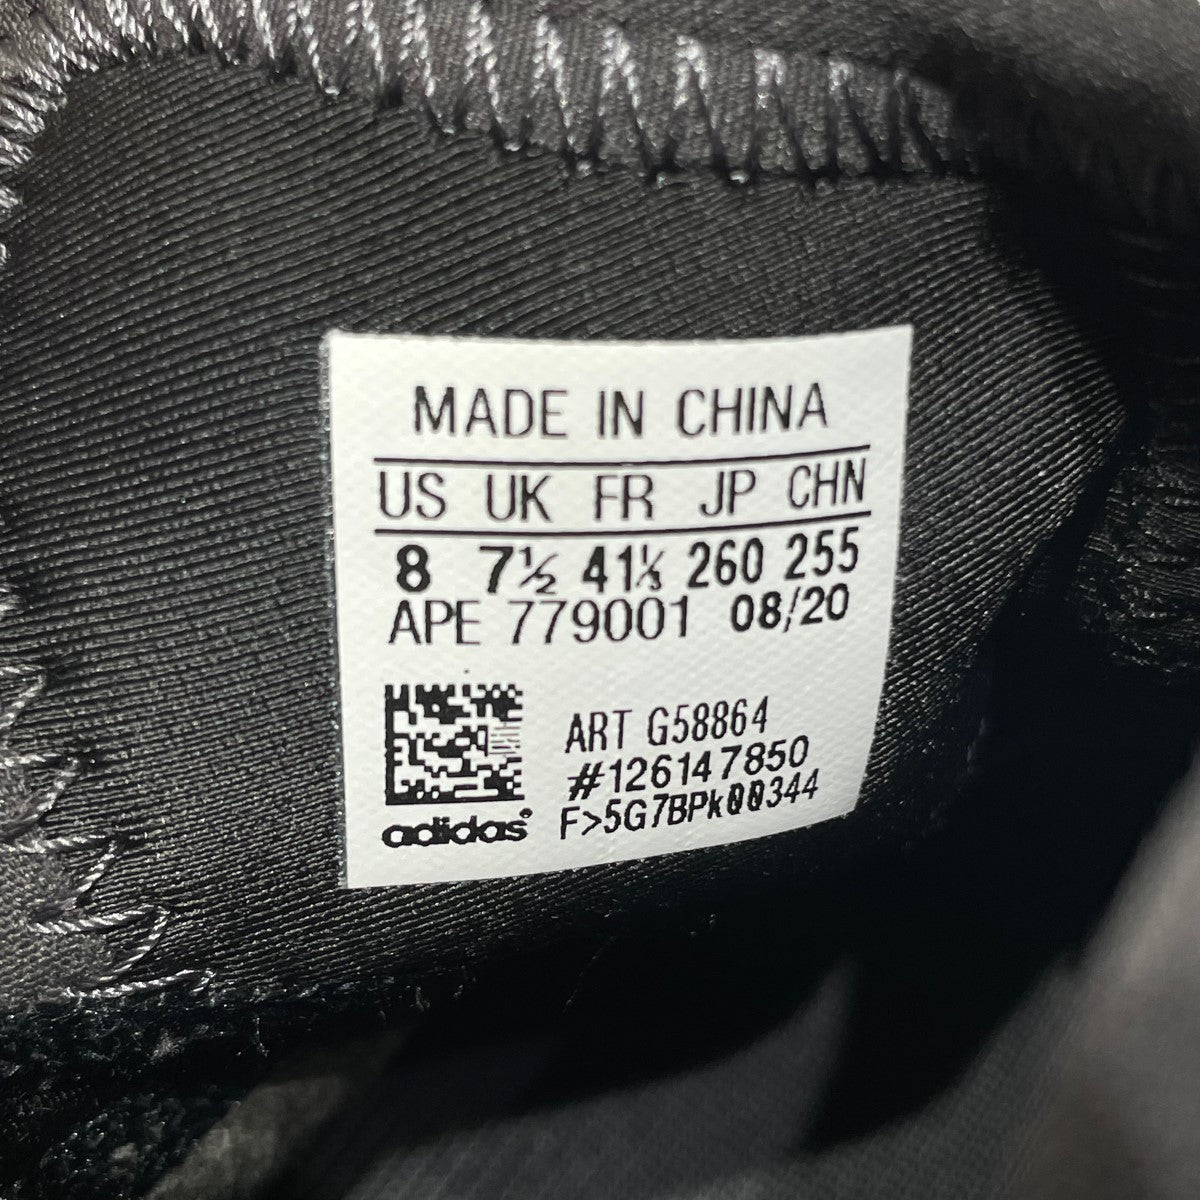 MADE IN CHINA
US UK FR JP CHN
8 7½ 41⅓ 260 255
APE 779001 08/20
ART G58864
#126147850
F>5G7BPk00344
adidas